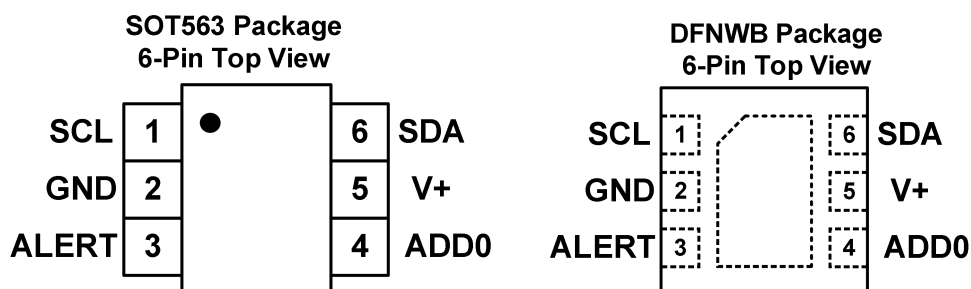 SOT563 Package
6-Pin Top View
SCL 1 6 SDA
GND 2 5 V+
ALERT 3 4 ADD0
DFNWB Package
6-Pin Top View
SCL 1 6 SDA
GND 2 5 V+
ALERT 3 4 ADD0